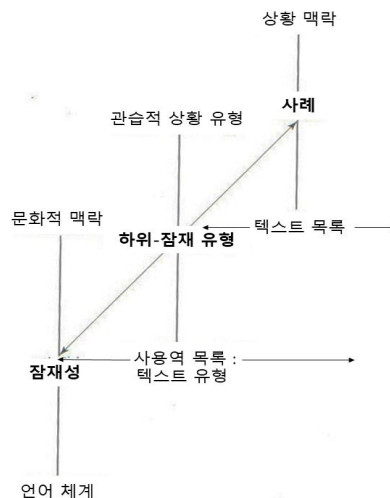 상황 맥락
사례
관습적 상황 유형
문화적 맥락
하위-잠재 유형
텍스트 목록
사용역 목록 :
텍스트 유형
잠재성
언어 체계